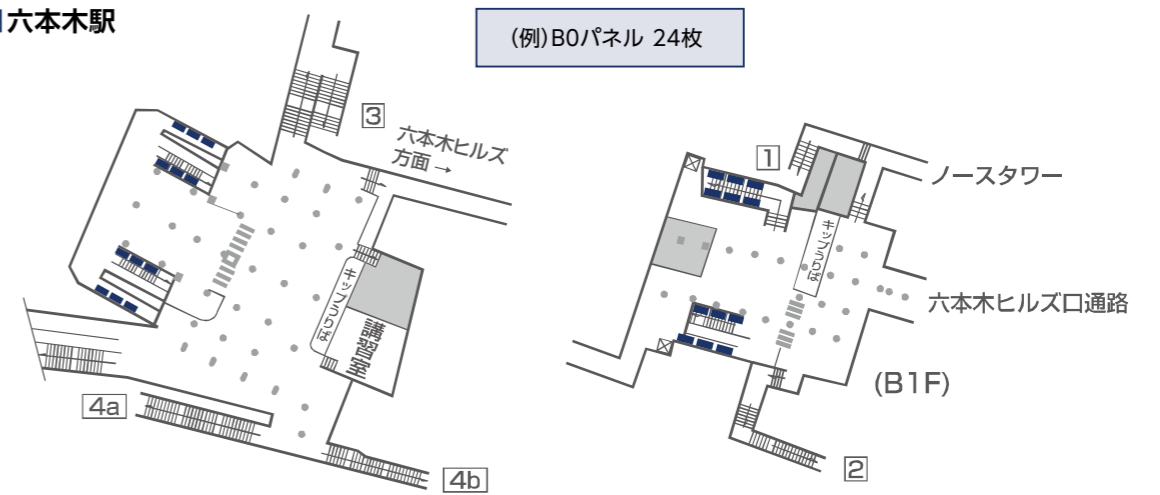 六本木駅
(例)B0パネル 24枚
3
六本木ヒルズ
方面→
キップうりば
講習室
4a
4b
1
ノースタワー
キップうりば
六本木ヒルズ口通路
(B1F)
2